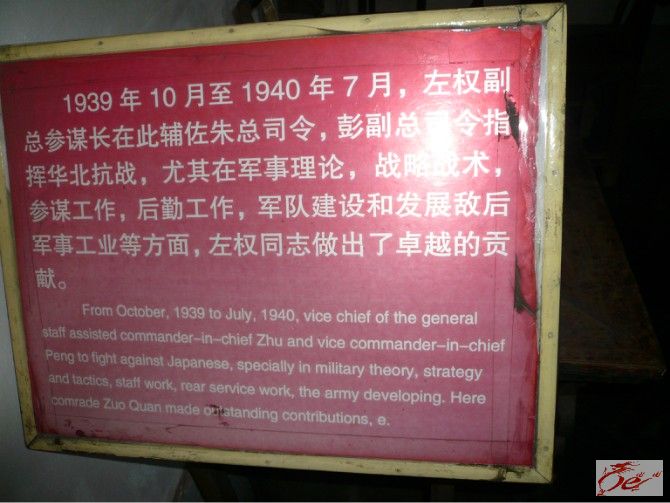 1939 年 10 月至 1940 年 7 月，左权副
总参谋长在此辅佐朱总司令，彭副总司令指
挥华北抗战，尤其在军事理论，战略战术，
参谋工作，后勤工作，军队建设和发展敌后
军事工业等方面，左权同志做出了卓越的贡
献。
From October, 1939 to July, 1940, vice chief of the general
staff assisted commander-in-chief Zhu and vice commander-in-chief
Peng to fight against Japanese, specially in military theory, strategy
and tactics, staff work, rear service work, the army developing. Here
comrade Zuo Quan made outstanding contributions, e.